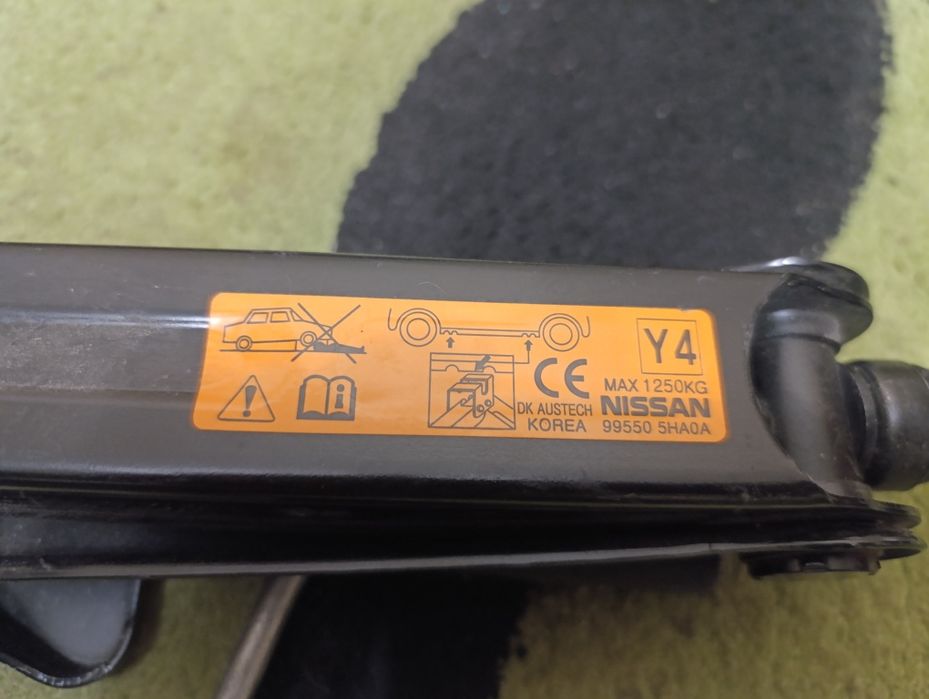 Y4
MAX 1250KG
CE
DK AUSTECH
NISSAN
KOREA
99550 5HA0A